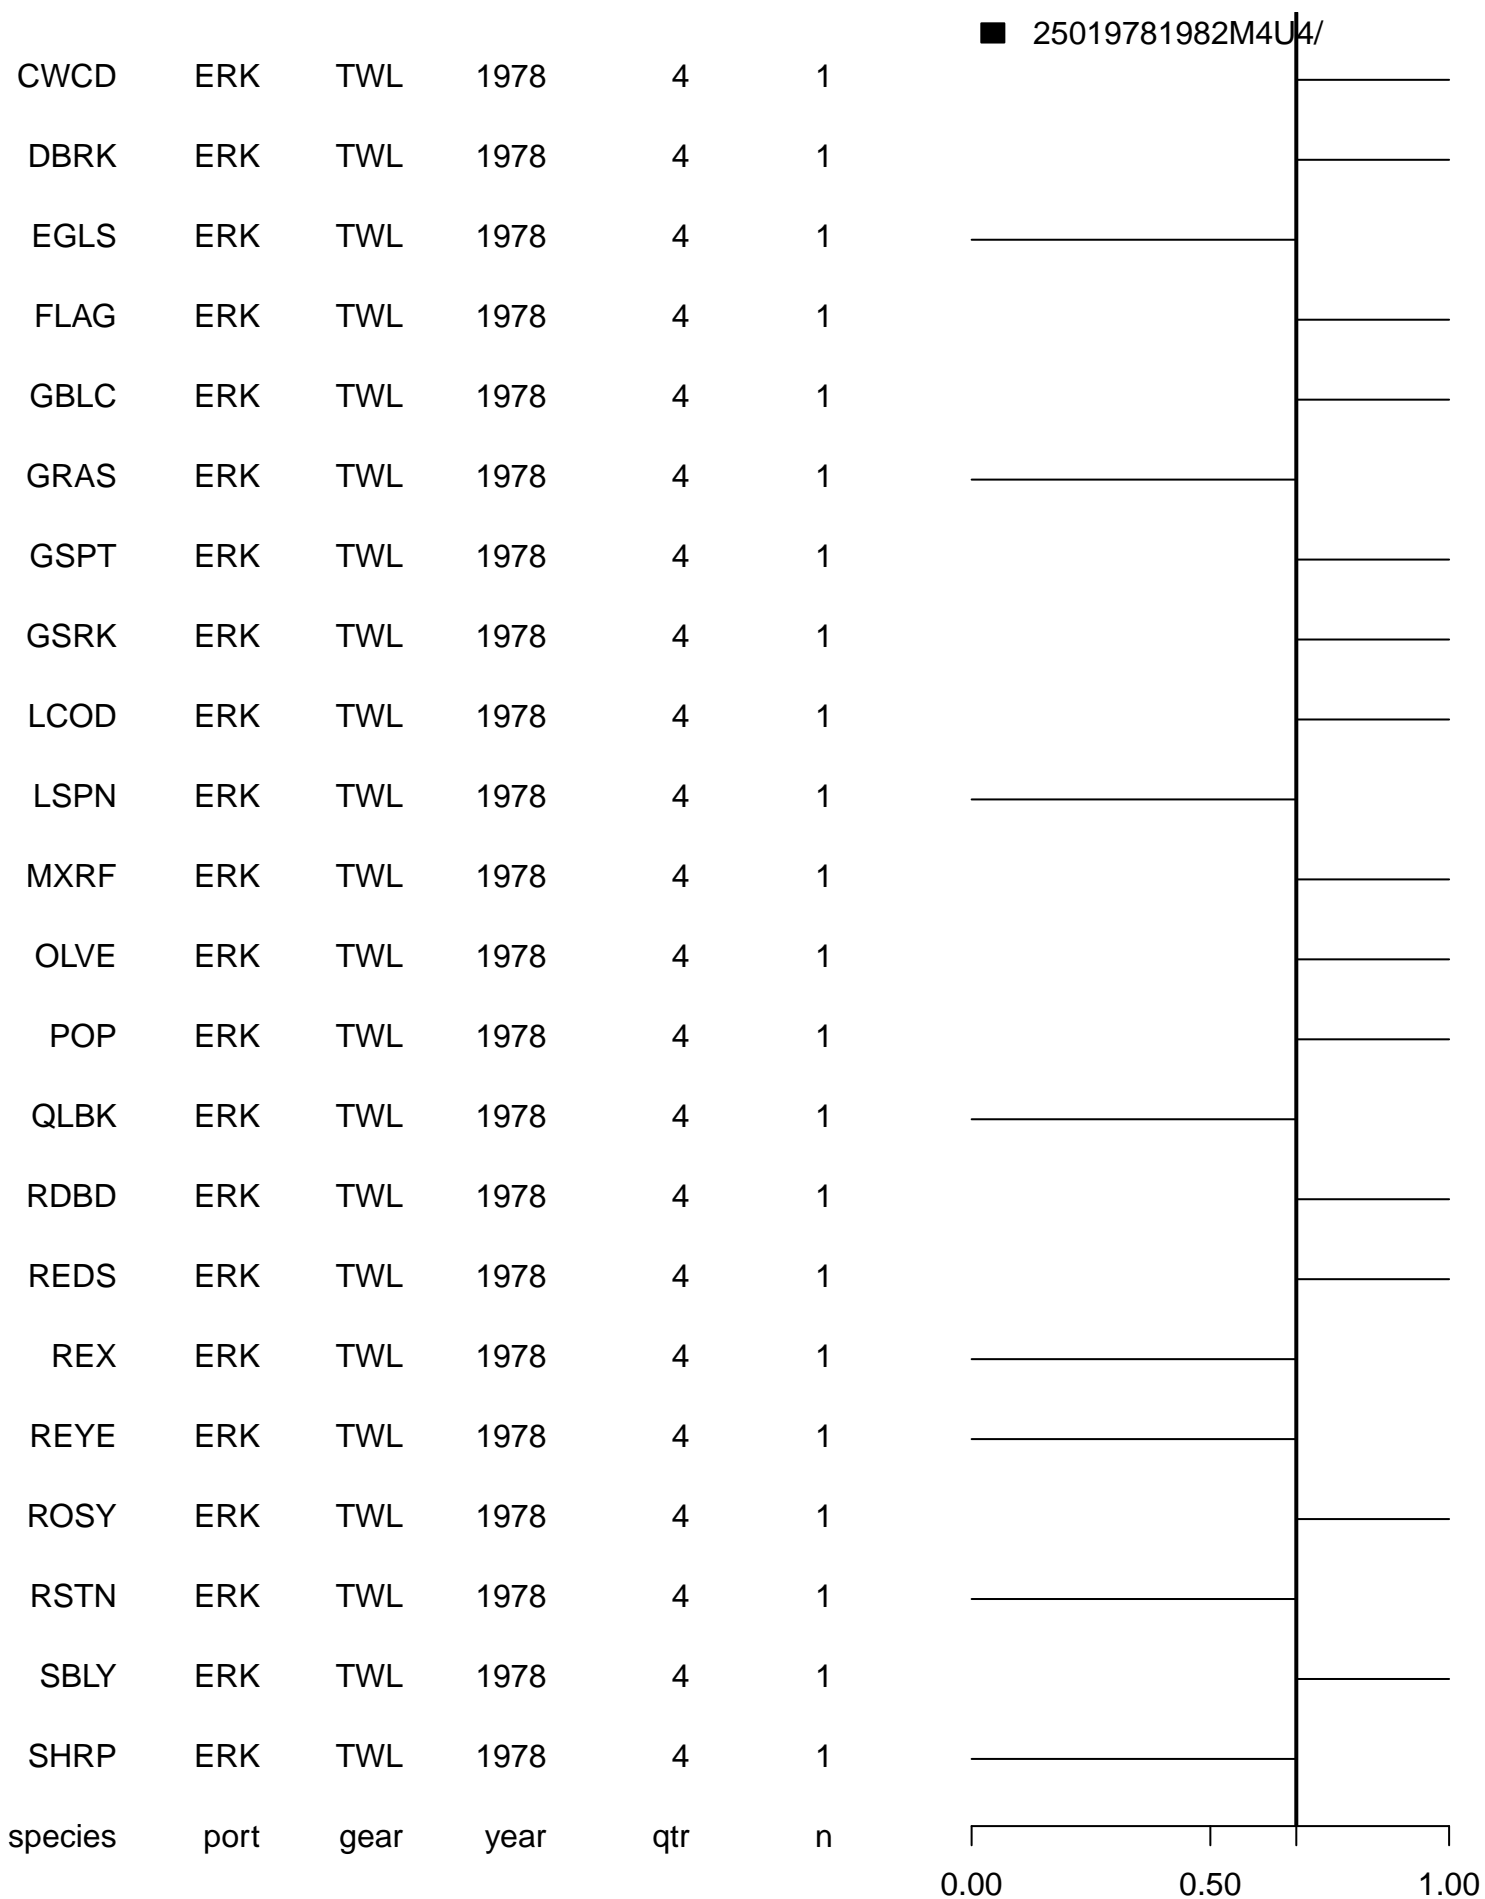 25019781982M4U4/
CWCD ERK TWL 1978 4 1
DBRK ERK TWL 1978 4 1
EGLS ERK TWL 1978 4 1
FLAG ERK TWL 1978 4 1
GBLC ERK TWL 1978 4 1
GRAS ERK TWL 1978 4 1
GSPT ERK TWL 1978 4 1
GSRK ERK TWL 1978 4 1
LCOD ERK TWL 1978 4 1
LSPN ERK TWL 1978 4 1
MXRF ERK TWL 1978 4 1
OLVE ERK TWL 1978 4 1
POP ERK TWL 1978 4 1
QLBK ERK TWL 1978 4 1
RDBD ERK TWL 1978 4 1
REDS ERK TWL 1978 4 1
REX ERK TWL 1978 4 1
REYE ERK TWL 1978 4 1
ROSY ERK TWL 1978 4 1
RSTN ERK TWL 1978 4 1
SBLY ERK TWL 1978 4 1
SHRP ERK TWL 1978 4 1
species port gear year qtr n
0.00 0.50 1.00